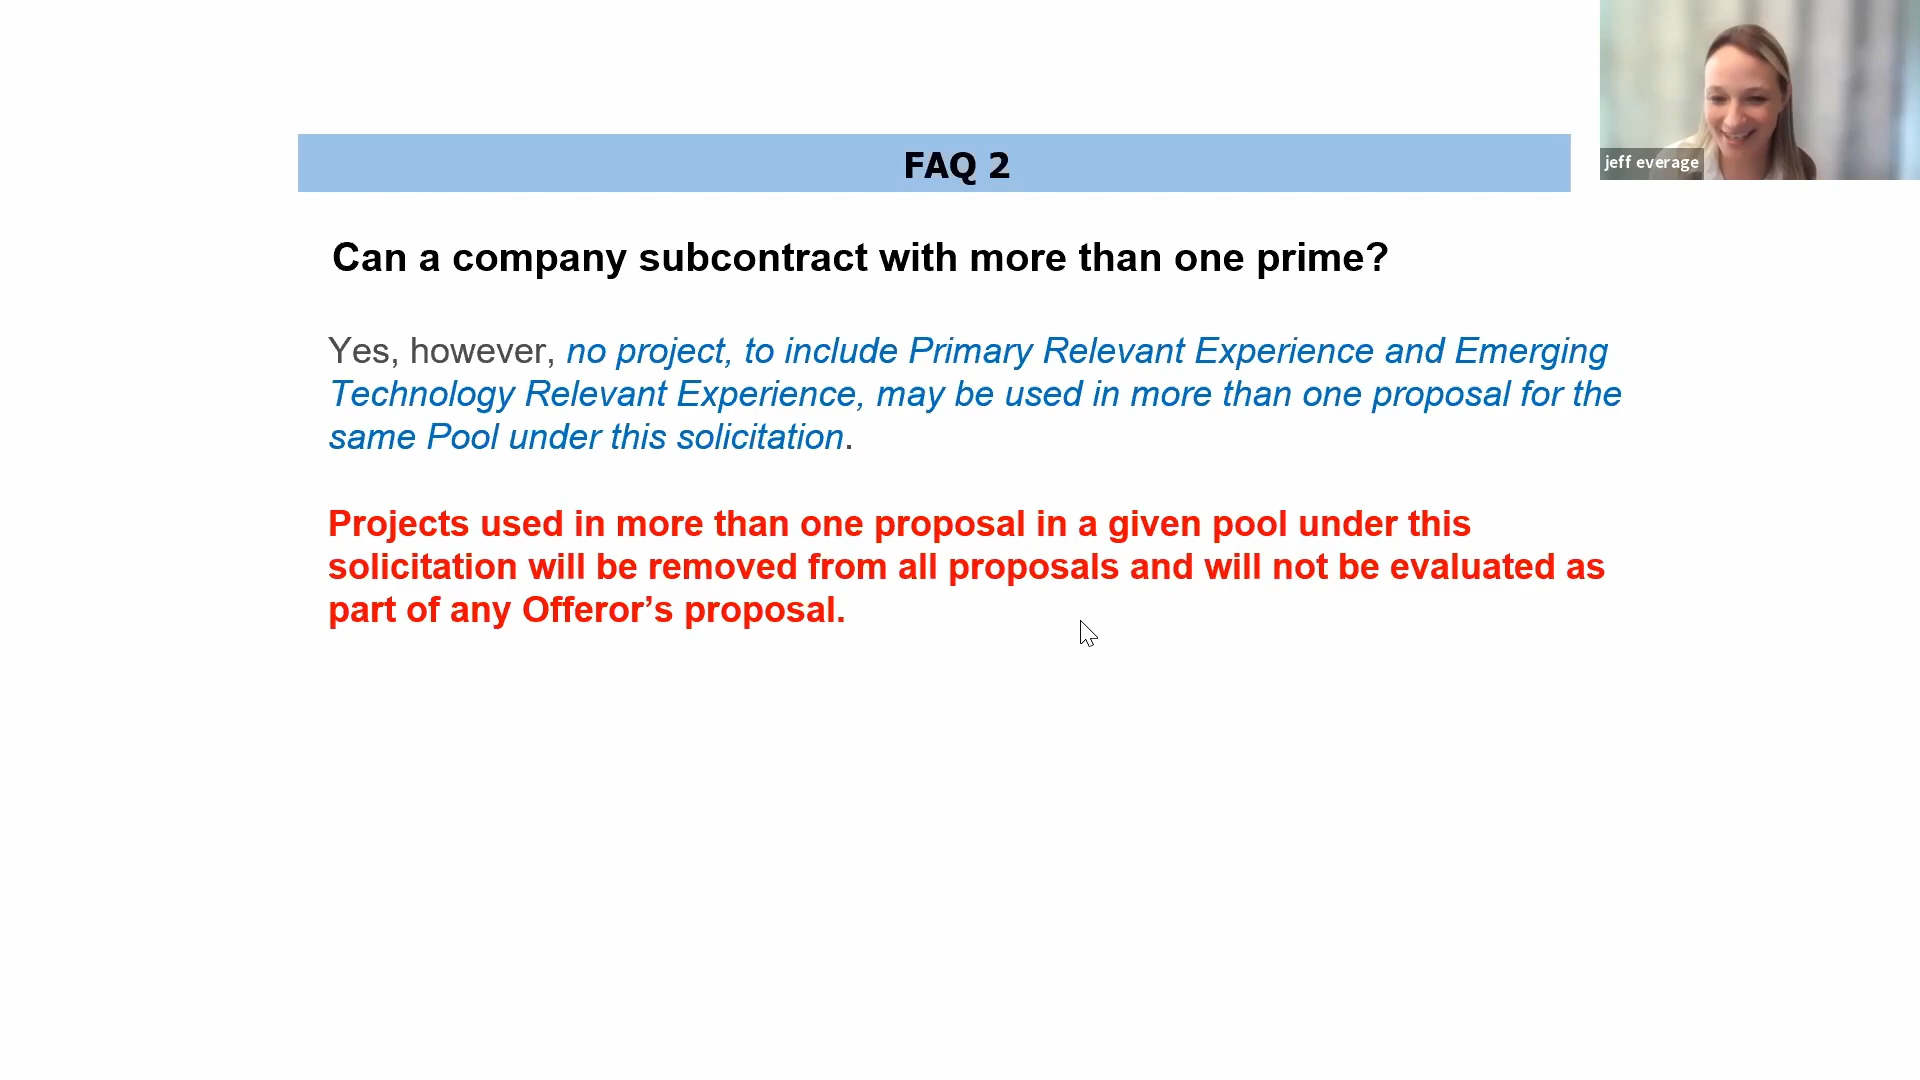 FAQ 2
jeff everage
Can a company subcontract with more than one prime?
Yes, however, no project, to include Primary Relevant Experience and Emerging
Technology Relevant Experience, may be used in more than one proposal for the
same Pool under this solicitation.
Projects used in more than one proposal in a given pool under this
solicitation will be removed from all proposals and will not be evaluated as
part of any Offeror’s proposal.